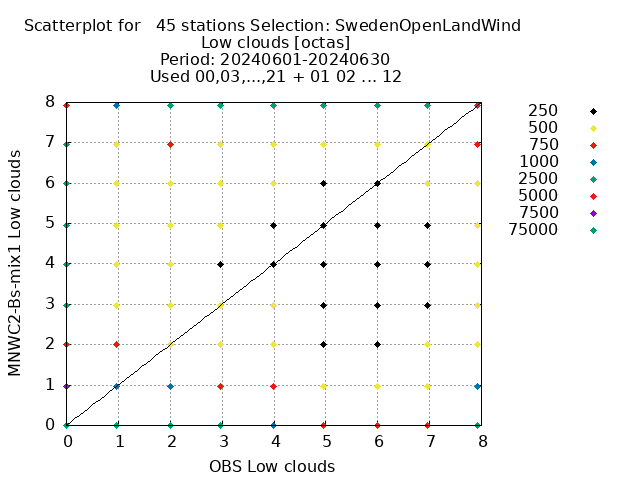 Scatterplot for   45 stations Selection: SwedenOpenLandWind
Low clouds [octas]
Period: 20240601-20240630
Used 00,03,...,21 + 01 02 ... 12
8
7
6
5
4
3
2
1
0
MNWC2-Bs-mix1 Low clouds
0 1 2 3 4 5 6 7 8
OBS Low clouds
250
500
750
1000
2500
5000
7500
75000